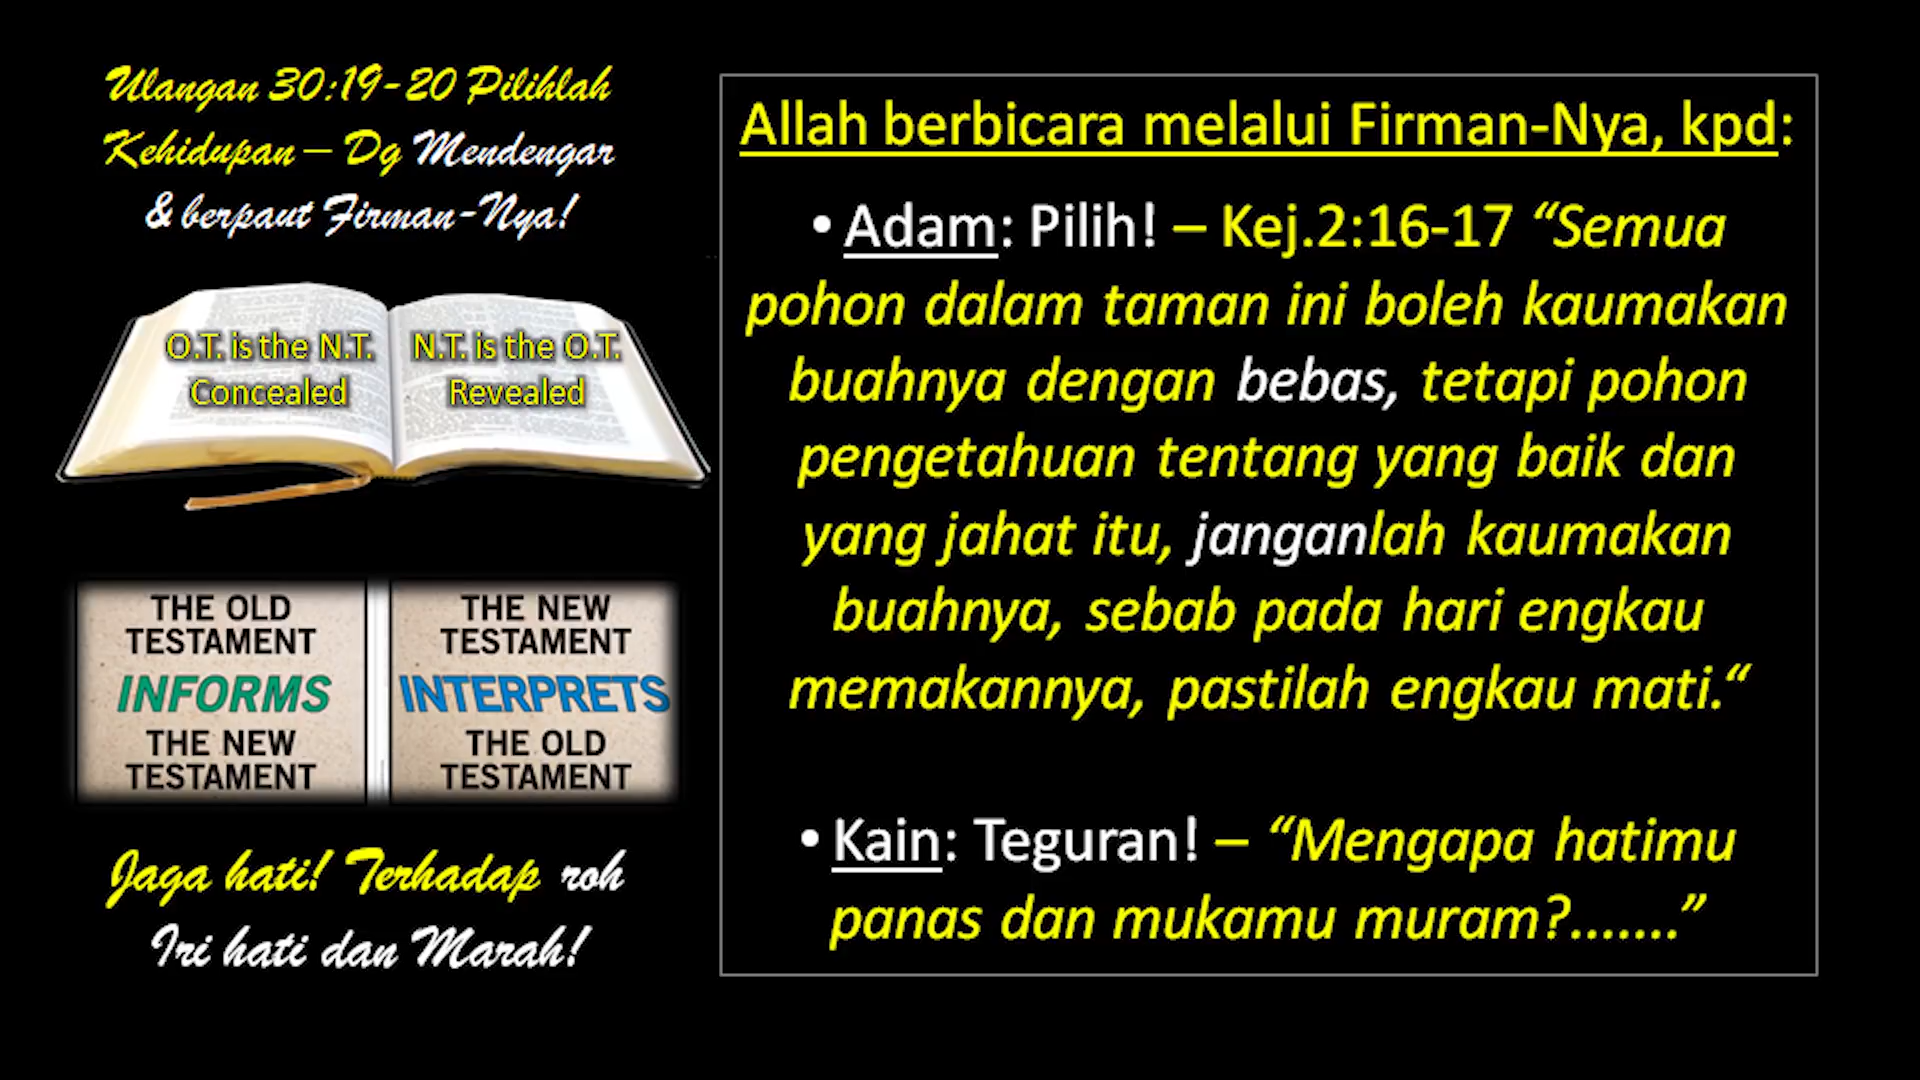 Ulangan 30:19-20 Pilihlah
Kehidupan – Dg Mendengar
& berpaut Firman-Nya!
O.T. is the N.T.
Concealed
N.T. is the O.T.
Revealed
THE OLD
TESTAMENT
INFORMS
THE NEW
TESTAMENT
THE NEW
TESTAMENT
INTERPRETS
THE OLD
TESTAMENT
Jaga hati! Terhadap roh
Iri hati dan Marah!
Allah berbicara melalui Firman-Nya, kpd:
• Adam: Pilih! – Kej.2:16-17 “Semua
pohon dalam taman ini boleh kaumakan
buahnya dengan bebas, tetapi pohon
pengetahuan tentang yang baik dan
yang jahat itu, janganlah kaumakan
buahnya, sebab pada hari engkau
memakannya, pastilah engkau mati.“
• Kain: Teguran! – “Mengapa hatimu
panas dan mukamu muram?.......”